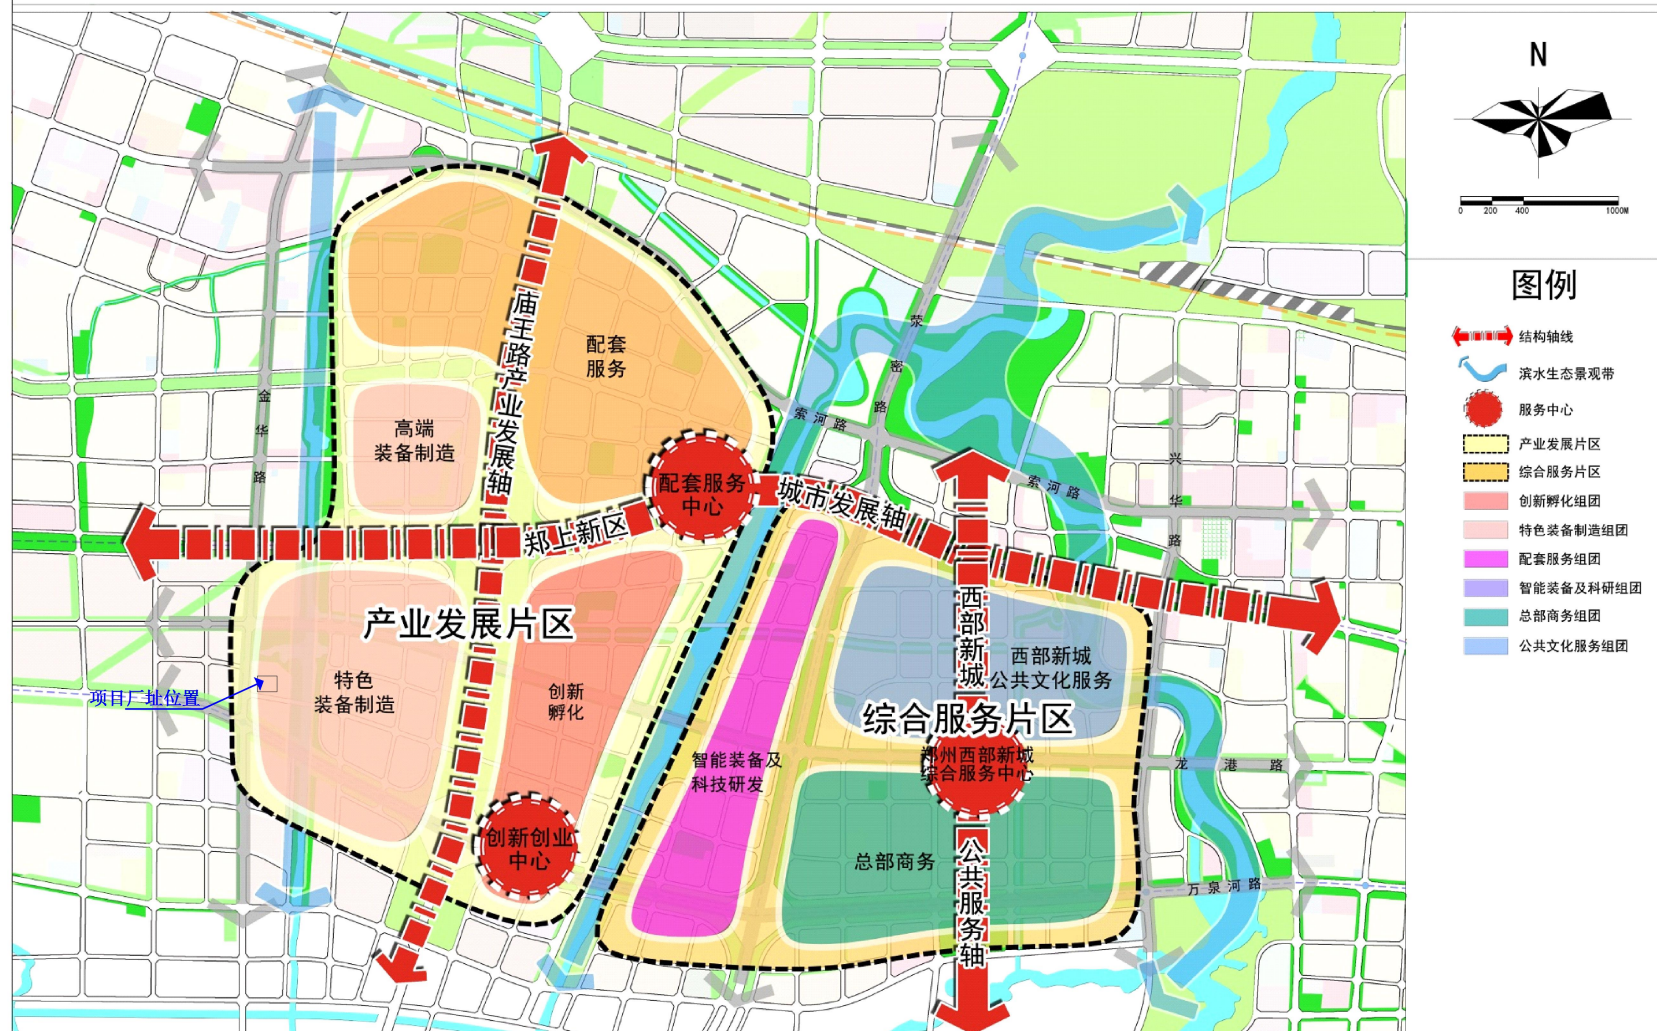 N
0 200 400 1000M
图例
结构轴线
滨水生态景观带
服务中心
产业发展片区
综合服务片区
创新孵化组团
特色装备制造组团
配套服务组团
智能装备及科研组团
总部商务组团
公共文化服务组团
庙王路产业发展轴
配套
服务
高端
装备制造
金华路
荥密路
索河路
索河路
兴华路
配套服务
中心
城市发展轴
郑上新区
产业发展片区
西部新城
西部新城
公共文化服务
特色
装备制造
创新
孵化
项目厂址位置
综合服务片区
郑州西部新城
综合服务中心
智能装备及
科技研发
龙港路
创新创业
中心
总部商务
公共服务轴
万泉河路